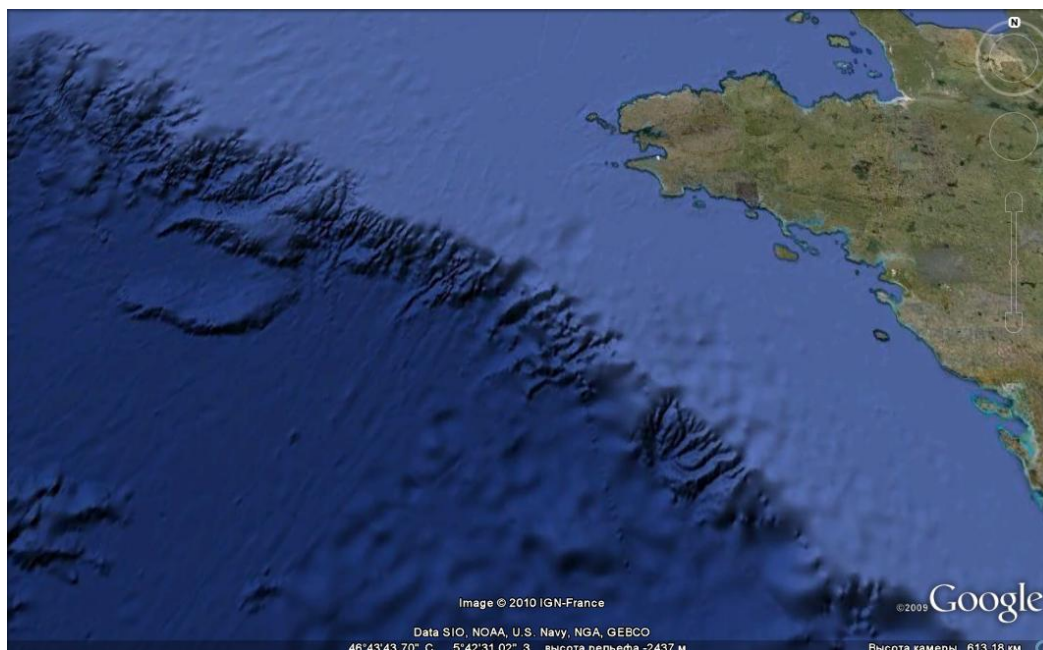 N
Image © 2010 IGN-France
©2009 Google
Data SIO, NOAA, U.S. Navy, NGA, GEBCO
46°43'43.70" С 5°42'31.02" З высота рельефа -2437 м Высота камеры 613.18 км